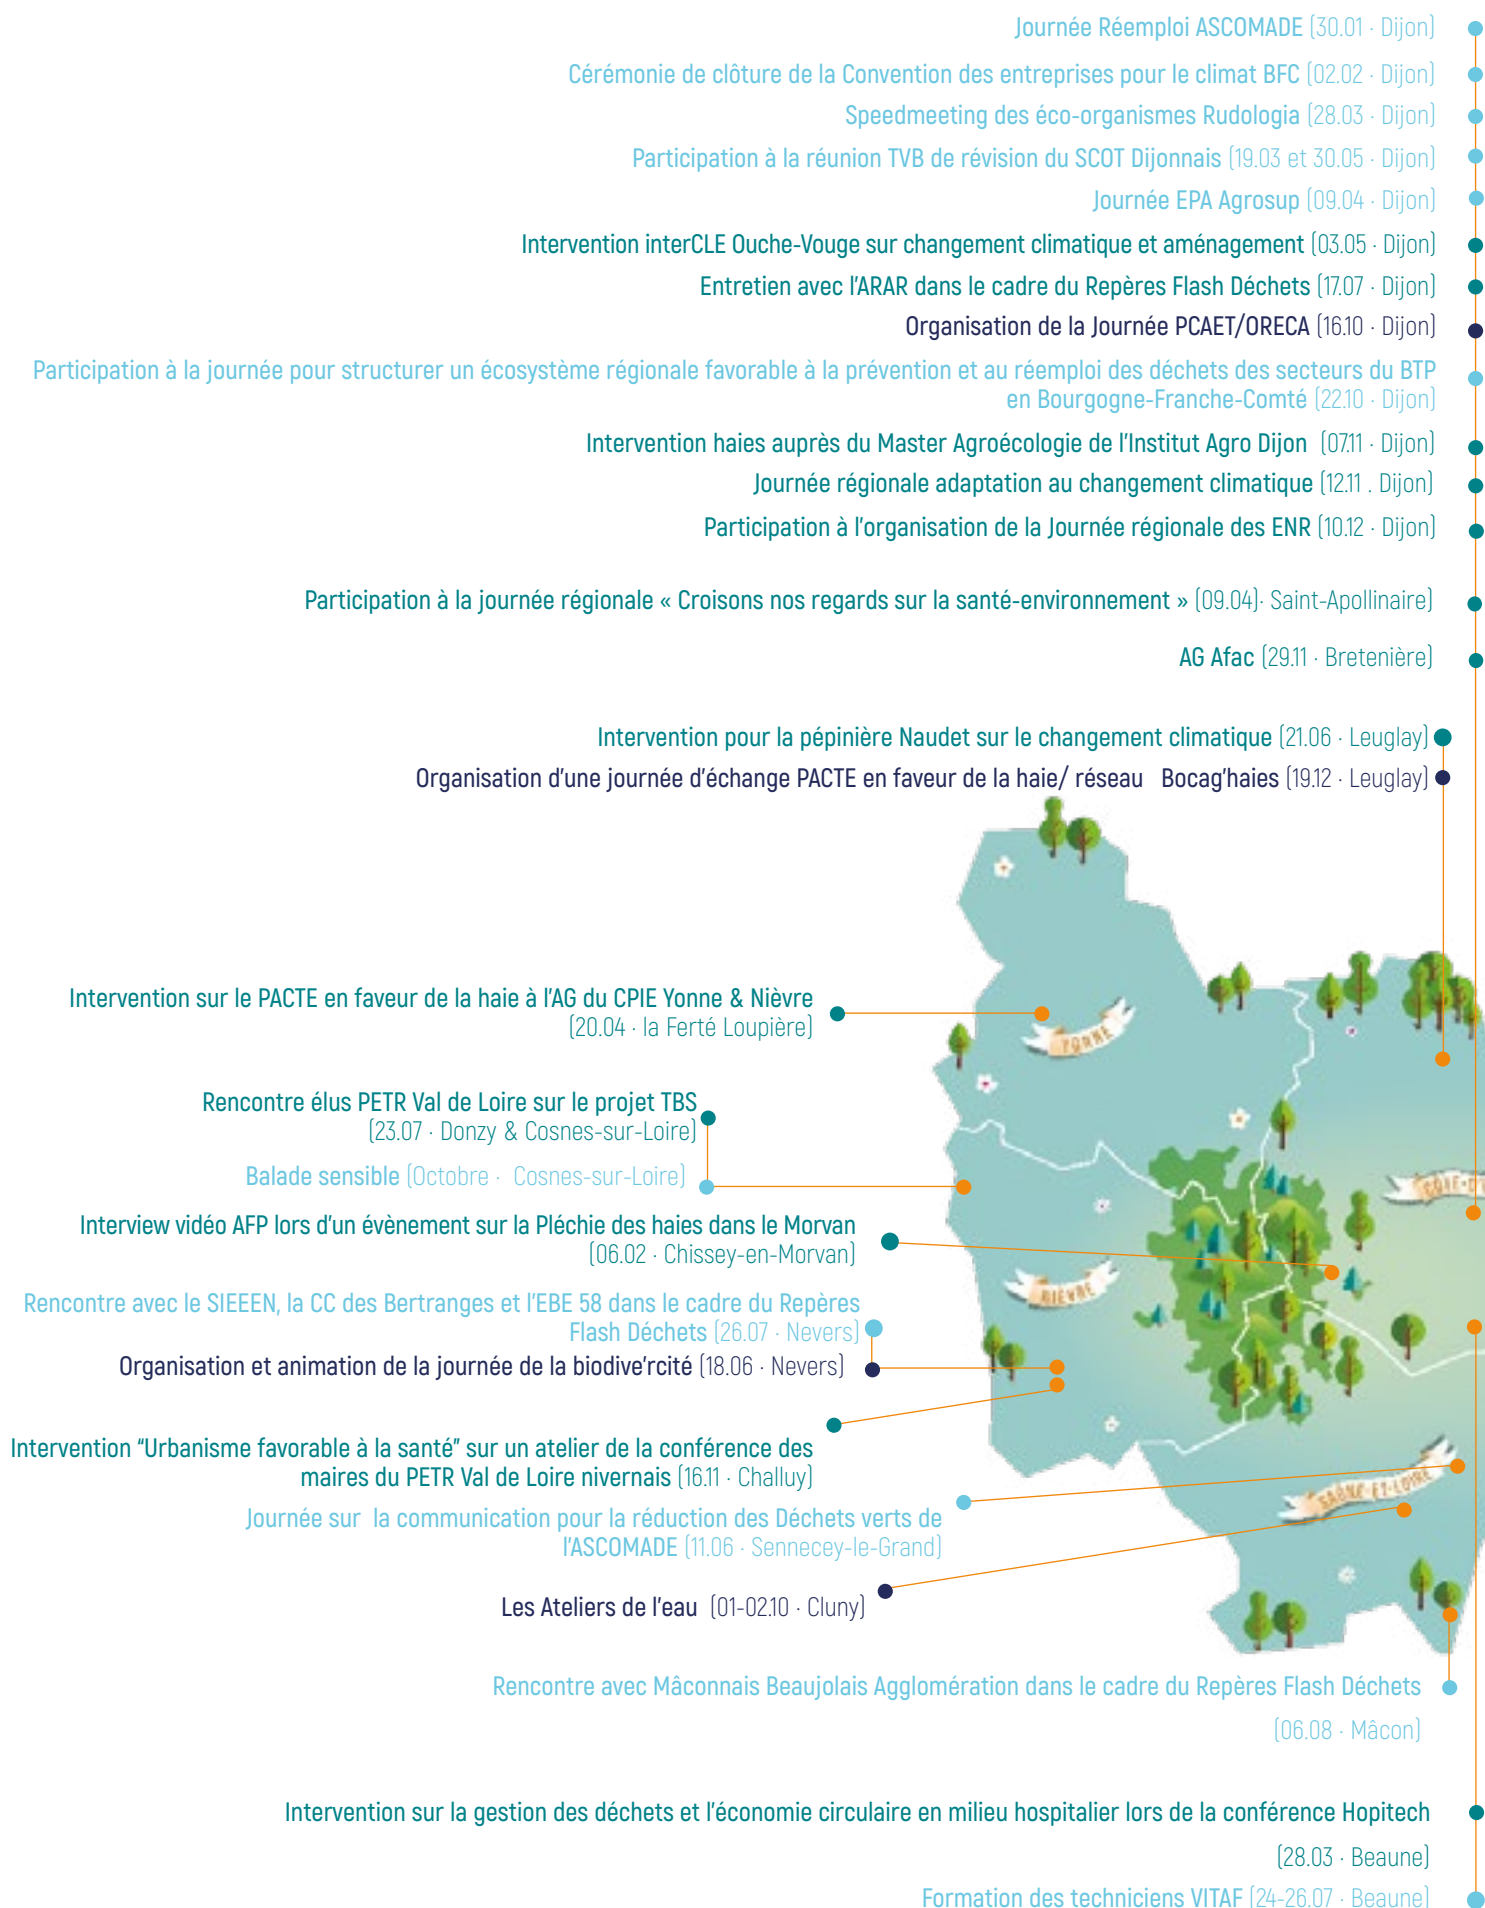 Journée Réemploi ASCOMADE (30.01 · Dijon)
Cérémonie de clôture de la Convention des entreprises pour le climat BFC (02.02 · Dijon)
Speedmeeting des éco-organismes Rudologia (28.03 · Dijon)
Participation à la réunion TVB de révision du SCOT Dijonnais (19.03 et 30.05 · Dijon)
Journée EPA Agrosup (09.04 · Dijon)
Intervention interCLE Ouche-Vouge sur changement climatique et aménagement (03.05 · Dijon)
Entretien avec l'ARAR dans le cadre du Repères Flash Déchets (17.07 · Dijon)
Organisation de la Journée PCAET/ORECA (16.10 · Dijon)
Participation à la journée pour structurer un écosystème régionale favorable à la prévention et au réemploi des déchets des secteurs du BTP
en Bourgogne-Franche-Comté (22.10 · Dijon)
Intervention haies auprès du Master Agroécologie de l'Institut Agro Dijon (07.11 · Dijon)
Journée régionale adaptation au changement climatique (12.11 . Dijon)
Participation à l'organisation de la Journée régionale des ENR (10.12 · Dijon)
Participation à la journée régionale « Croisons nos regards sur la santé-environnement » (09.04)· Saint-Apollinaire)
AG Afac (29.11 · Bretenière)
Intervention pour la pépinière Naudet sur le changement climatique (21.06 · Leuglay)
Organisation d'une journée d'échange PACTE en faveur de la haie/ réseau Bocag'haies (19.12 · Leuglay)
Intervention sur le PACTE en faveur de la haie à l'AG du CPIE Yonne & Nièvre
(20.04 · la Ferté Loupière)
YONNE
Rencontre élus PETR Val de Loire sur le projet TBS
(23.07 · Donzy & Cosnes-sur-Loire)
Balade sensible (Octobre · Cosnes-sur-Loire)
CÔTE-D'
Interview vidéo AFP lors d'un évènement sur la Pléchie des haies dans le Morvan
(06.02 · Chissey-en-Morvan)
NIÈVRE
Rencontre avec le SIEEEN, la CC des Bertranges et l'EBE 58 dans le cadre du Repères
Flash Déchets (26.07 · Nevers)
Organisation et animation de la journée de la biodive'rcité (18.06 · Nevers)
Intervention "Urbanisme favorable à la santé" sur un atelier de la conférence des
maires du PETR Val de Loire nivernais (16.11 · Challuy)
SAÔNE-ET-LOIRE
Journée sur la communication pour la réduction des Déchets verts de
l'ASCOMADE (11.06 · Sennecey-le-Grand)
Les Ateliers de l'eau (01-02.10 · Cluny)
Rencontre avec Mâconnais Beaujolais Agglomération dans le cadre du Repères Flash Déchets
(06.08 · Mâcon)
Intervention sur la gestion des déchets et l'économie circulaire en milieu hospitalier lors de la conférence Hopitech
(28.03 · Beaune)
Formation des techniciens VITAF (24-26.07 · Beaune)